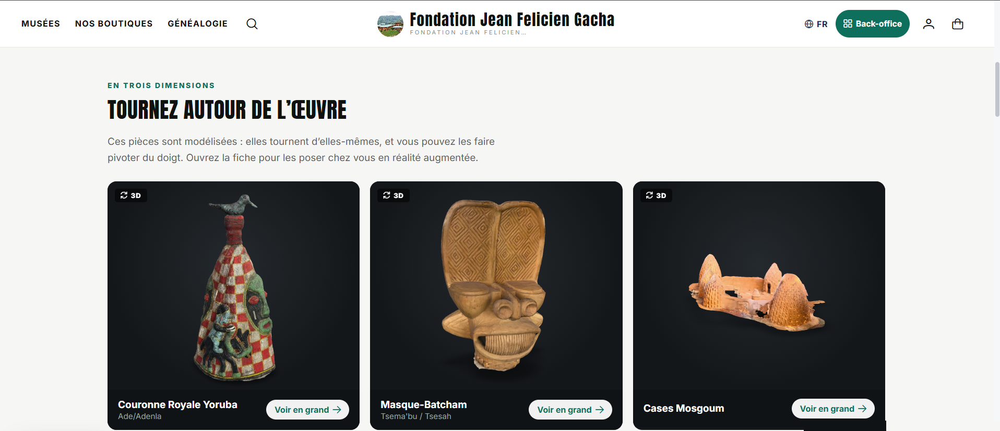 MUSÉES NOS BOUTIQUES GÉNÉALOGIE
Fondation Jean Felicien Gacha
FONDATION JEAN FELICIEN…
FR
Back-office
EN TROIS DIMENSIONS
TOURNEZ AUTOUR DE L’ŒUVRE
Ces pièces sont modélisées : elles tournent d’elles-mêmes, et vous pouvez les faire
pivoter du doigt. Ouvrez la fiche pour les poser chez vous en réalité augmentée.
3D
Couronne Royale Yoruba
Ade/Adenla
Voir en grand
3D
Masque-Batcham
Tsema'bu / Tsesah
Voir en grand
3D
Cases Mosgoum
Voir en grand